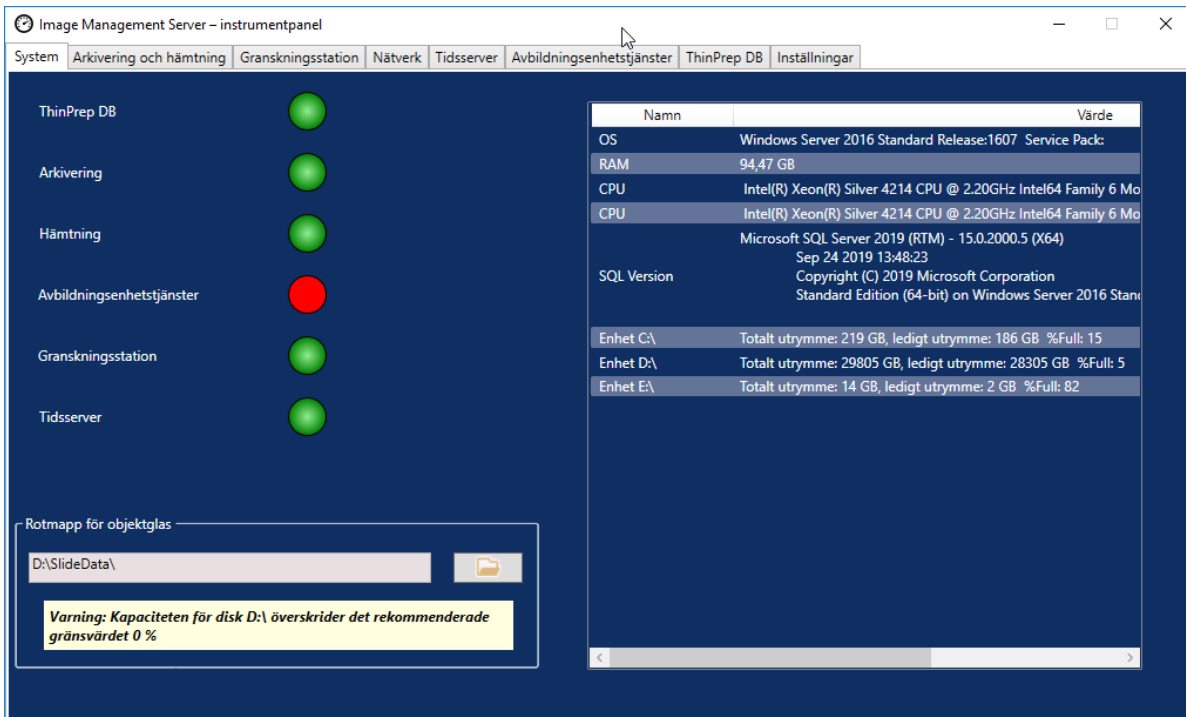 Image Management Server – instrumentpanel
System Arkivering och hämtning Granskningsstation Nätverk Tidsserver Avbildningsenhetstjänster ThinPrep DB Inställningar
ThinPrep DB
Arkivering
Hämtning
Avbildningsenhetstjänster
Granskningsstation
Tidsserver
Rotmapp för objektglas
D:\SlideData\
Varning: Kapaciteten för disk D:\ överskrider det rekommenderade
gränsvärdet 0 %
Namn Värde
OS Windows Server 2016 Standard Release:1607 Service Pack:
RAM 94,47 GB
CPU Intel(R) Xeon(R) Silver 4214 CPU @ 2.20GHz Intel64 Family 6 Mo
CPU Intel(R) Xeon(R) Silver 4214 CPU @ 2.20GHz Intel64 Family 6 Mo
Microsoft SQL Server 2019 (RTM) - 15.0.2000.5 (X64)
Sep 24 2019 13:48:23
SQL Version Copyright (C) 2019 Microsoft Corporation
Standard Edition (64-bit) on Windows Server 2016 Stan
Enhet C:\ Totalt utrymme: 219 GB, ledigt utrymme: 186 GB %Full: 15
Enhet D:\ Totalt utrymme: 29805 GB, ledigt utrymme: 28305 GB %Full: 5
Enhet E:\ Totalt utrymme: 14 GB, ledigt utrymme: 2 GB %Full: 82